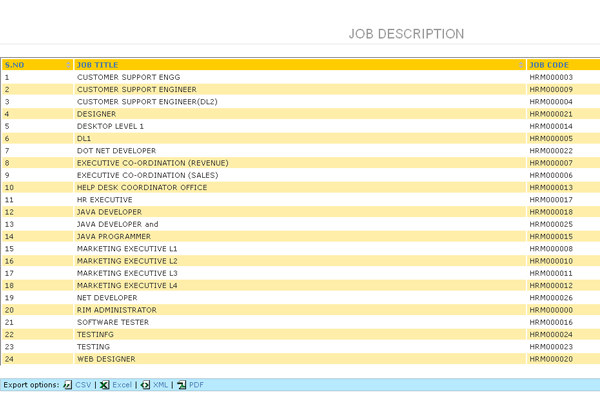 JOB DESCRIPTION
S.NO JOB TITLE JOB CODE
1 CUSTOMER SUPPORT ENGG HRM000003
2 CUSTOMER SUPPORT ENGINEER HRM000009
3 CUSTOMER SUPPORT ENGINEER(DL2) HRM000004
4 DESIGNER HRM000021
5 DESKTOP LEVEL 1 HRM000014
6 DL1 HRM000005
7 DOT NET DEVELOPER HRM000022
8 EXECUTIVE CO-ORDINATION (REVENUE) HRM000007
9 EXECUTIVE CO-ORDINATION (SALES) HRM000006
10 HELP DESK COORDINATOR OFFICE HRM000013
11 HR EXECUTIVE HRM000017
12 JAVA DEVELOPER HRM000018
13 JAVA DEVELOPER and HRM000025
14 JAVA PROGRAMMER HRM000015
15 MARKETING EXECUTIVE L1 HRM000008
16 MARKETING EXECUTIVE L2 HRM000010
17 MARKETING EXECUTIVE L3 HRM000011
18 MARKETING EXECUTIVE L4 HRM000012
19 NET DEVELOPER HRM000026
20 RIM ADMINISTRATOR HRM000000
21 SOFTWARE TESTER HRM000016
22 TESTINFG HRM000024
23 TESTING HRM000023
24 WEB DESIGNER HRM000020
Export options: CSV | Excel | XML | PDF